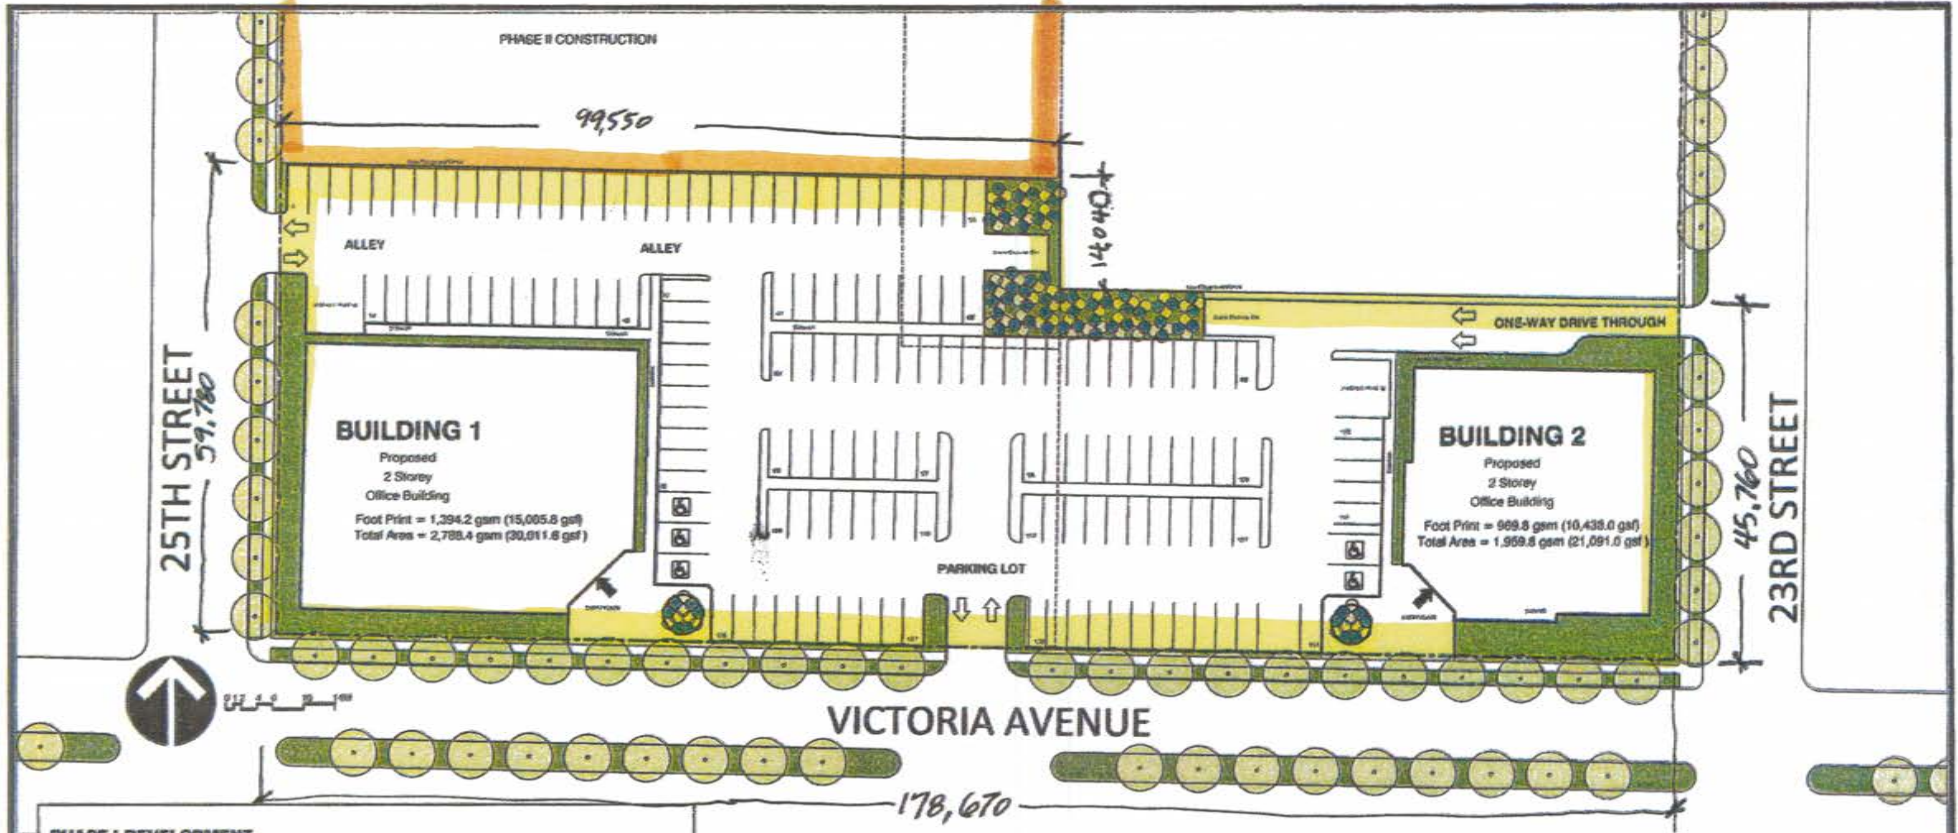 PHASE II CONSTRUCTION
99,550
14,040
ALLEY
ALLEY
ONE-WAY DRIVE THROUGH
25TH STREET
59,780
BUILDING 1
Proposed
2 Storey
Office Building
Foot Print = 1,394.2 gsm (15,005.8 gsf)
Total Area = 2,788.4 gsm (30,011.6 gsf)
BUILDING 2
Proposed
2 Storey
Office Building
Foot Print = 969.8 gsm (10,438.0 gsf)
Total Area = 1,959.8 gsm (21,091.0 gsf)
45,760
23RD STREET
PARKING LOT
VICTORIA AVENUE
178,670
PHASE I DEVELOPMENT